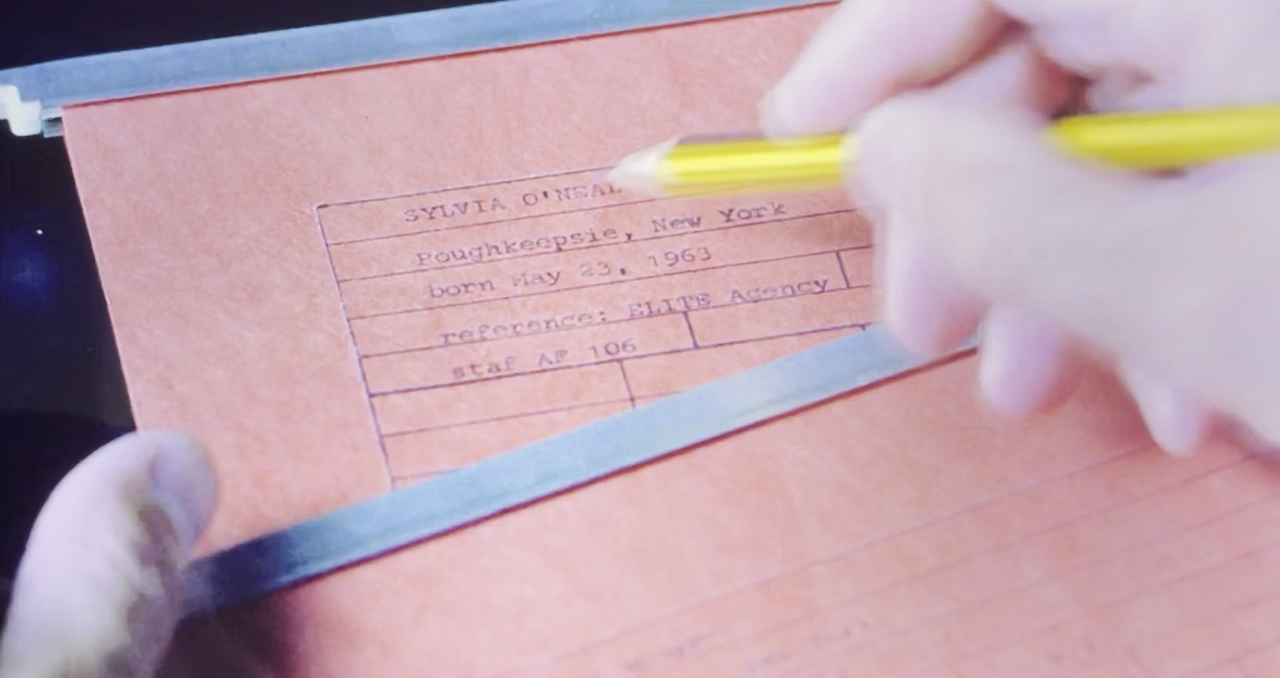 SYLVIA O'NEAL
Poughkeepsie, New York
born May 23, 1963
reference: ELITE Agency
staf AF 106